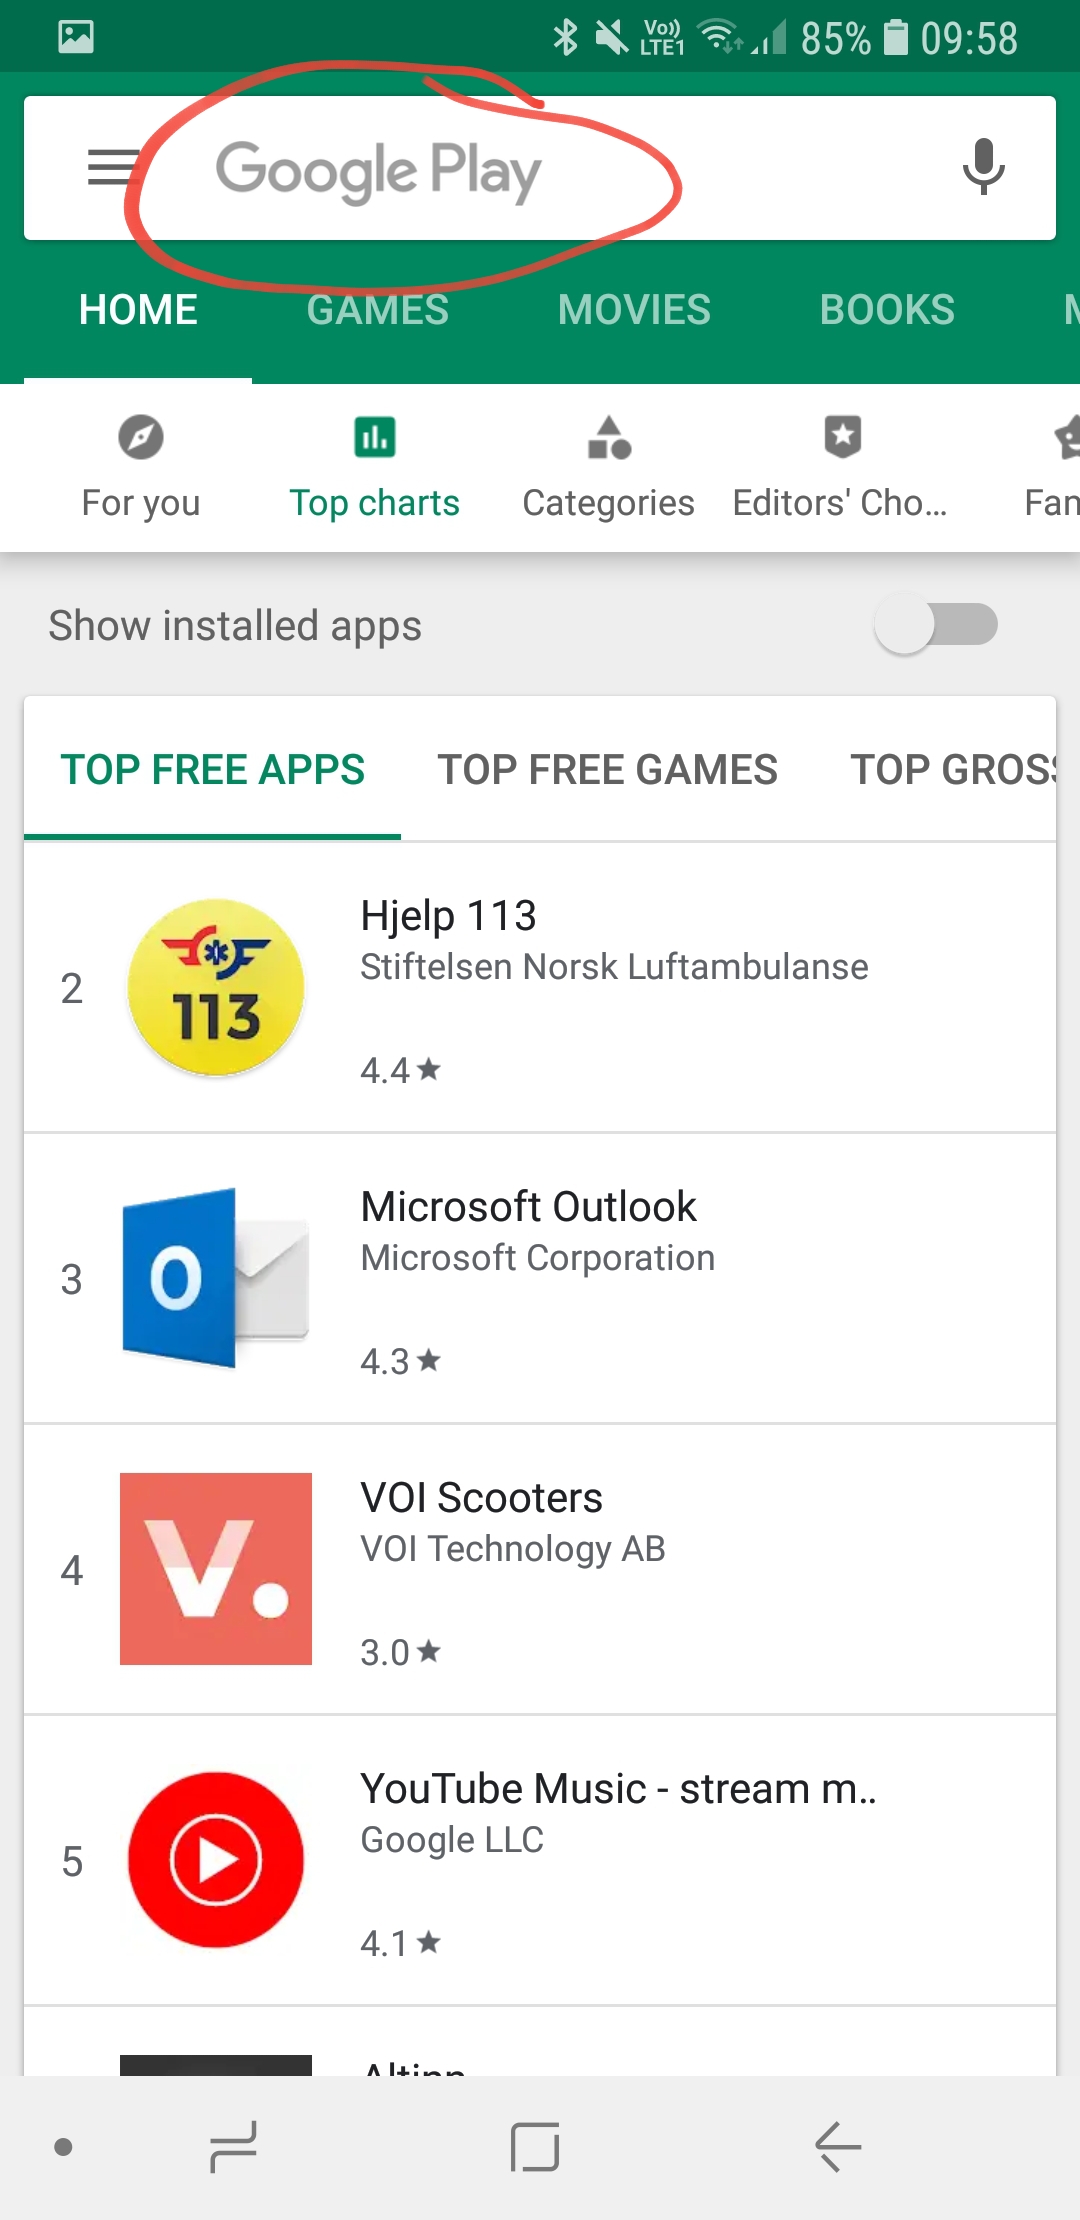 Vo)) LTE1 85% 09:58
Google Play
HOME GAMES MOVIES BOOKS
For you Top charts Categories Editors' Cho...
Show installed apps
TOP FREE APPS TOP FREE GAMES TOP GROSS
2
113
Hjelp 113
Stiftelsen Norsk Luftambulanse
4.4★
3
O
Microsoft Outlook
Microsoft Corporation
4.3★
4
V.
VOI Scooters
VOI Technology AB
3.0★
5
YouTube Music - stream m..
Google LLC
4.1★
Altinn